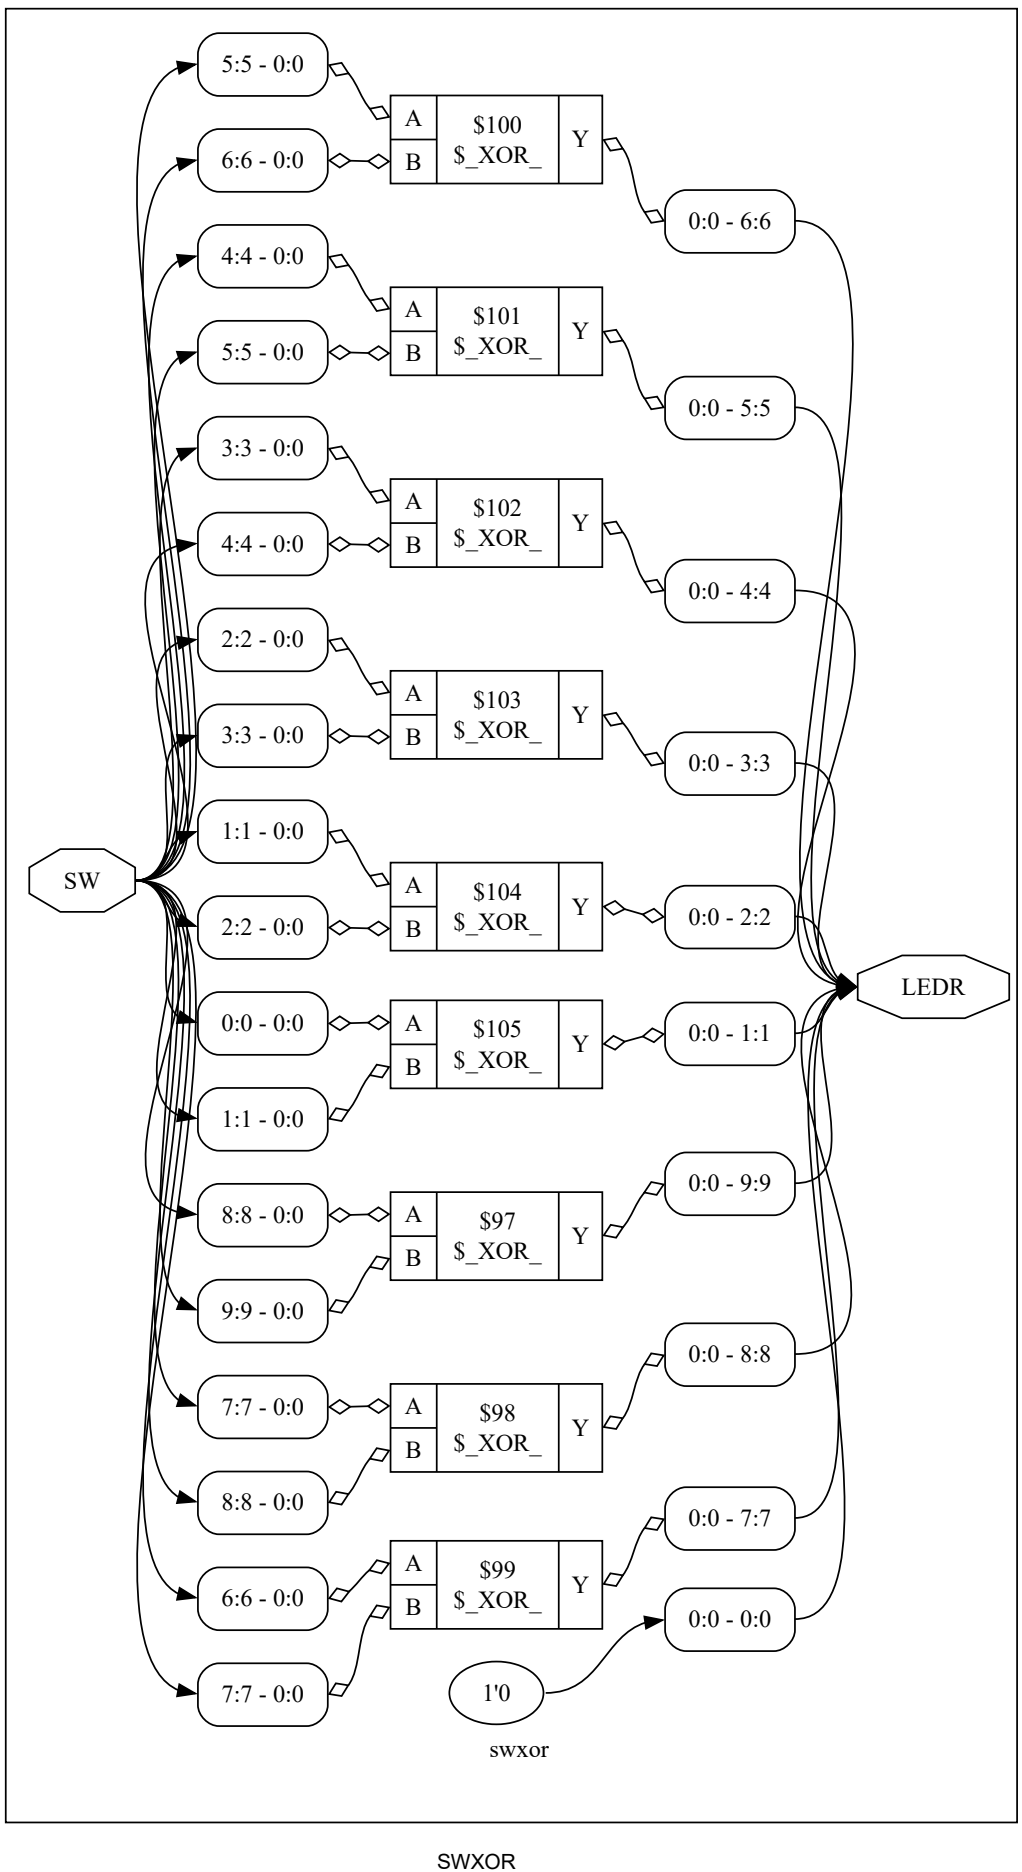 5:5 - 0:0
6:6 - 0:0
A
B
$100
$_XOR_
Y
0:0 - 6:6
4:4 - 0:0
5:5 - 0:0
A
B
$101
$_XOR_
Y
0:0 - 5:5
3:3 - 0:0
4:4 - 0:0
A
B
$102
$_XOR_
Y
0:0 - 4:4
2:2 - 0:0
3:3 - 0:0
A
B
$103
$_XOR_
Y
0:0 - 3:3
SW
1:1 - 0:0
2:2 - 0:0
A
B
$104
$_XOR_
Y
0:0 - 2:2
LEDR
0:0 - 0:0
1:1 - 0:0
A
B
$105
$_XOR_
Y
0:0 - 1:1
8:8 - 0:0
9:9 - 0:0
A
B
$97
$_XOR_
Y
0:0 - 9:9
7:7 - 0:0
8:8 - 0:0
A
B
$98
$_XOR_
Y
0:0 - 8:8
6:6 - 0:0
7:7 - 0:0
A
B
$99
$_XOR_
Y
0:0 - 7:7
1'0
0:0 - 0:0
swxor
SWXOR